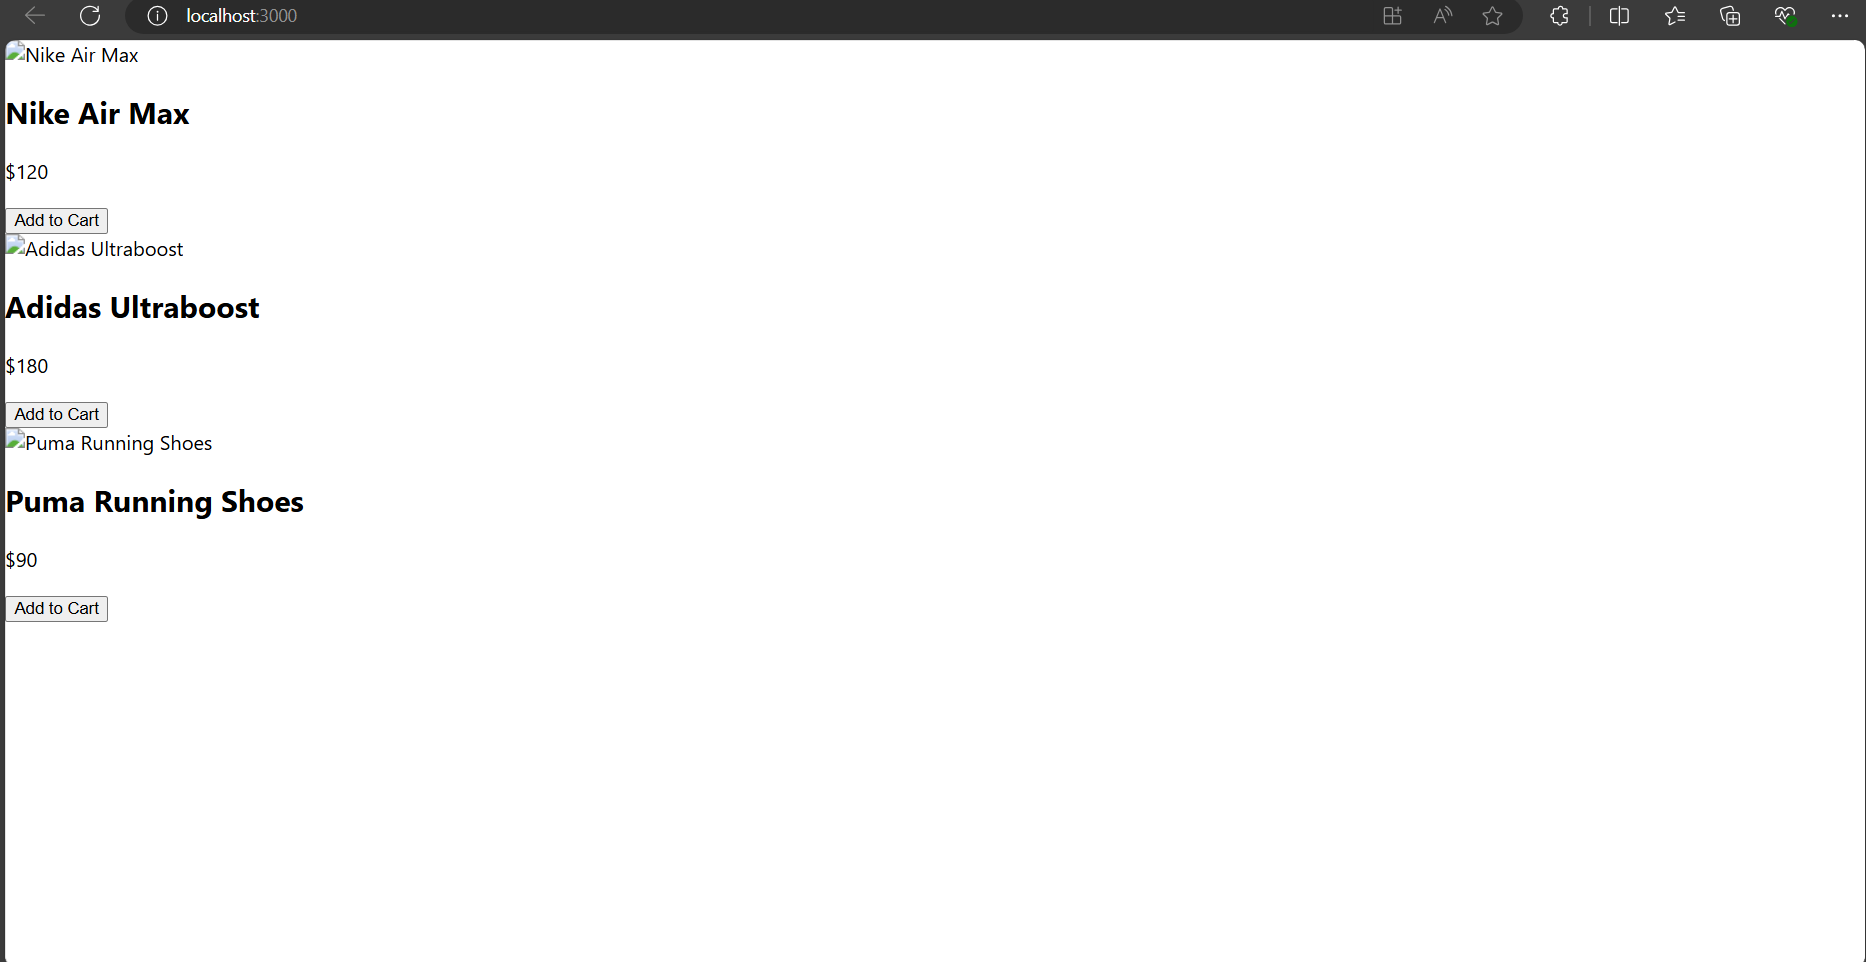 localhost:3000
Nike Air Max
Nike Air Max
$120
Add to Cart
Adidas Ultraboost
Adidas Ultraboost
$180
Add to Cart
Puma Running Shoes
Puma Running Shoes
$90
Add to Cart